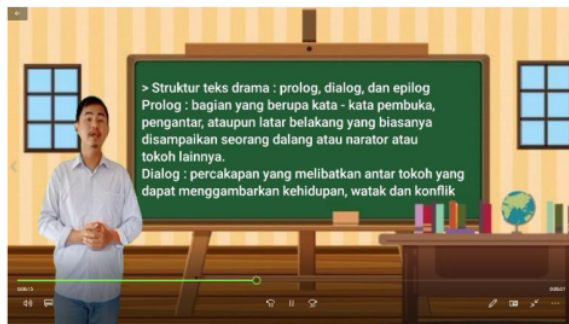 > Struktur teks drama : prolog, dialog, dan epilog
Prolog : bagian yang berupa kata - kata pembuka,
pengantar, ataupun latar belakang yang biasanya
disampaikan seorang dalang atau narator atau
tokoh lainnya.
Dialog : percakapan yang melibatkan antar tokoh yang
dapat menggambarkan kehidupan, watak dan konflik